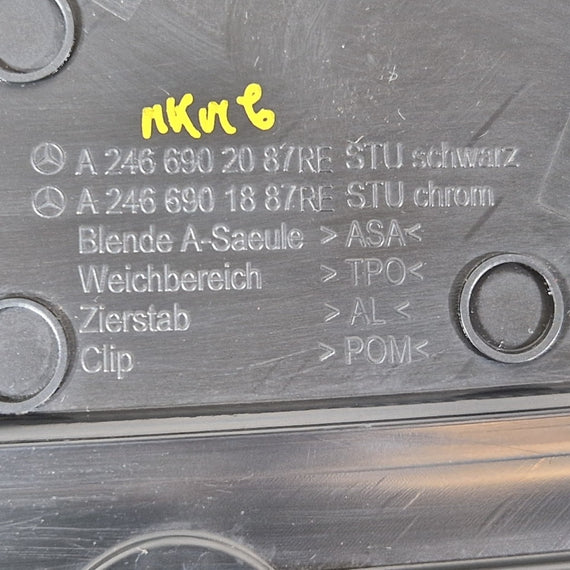 A 246 690 20 87RE STU schwarz
A 246 690 18 87RE STU chrom
Blende A-Saeule >ASA<
Weichbereich >TPO<
Zierstab >AL <
Clip >POM<